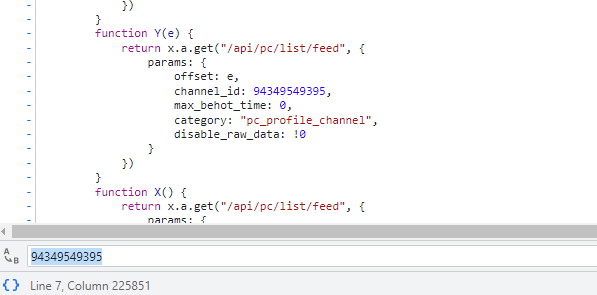 })
}
function Y(e) {
return x.a.get("/api/pc/list/feed", {
params: {
offset: e,
channel_id: 94349549395,
max_behot_time: 0,
category: "pc_profile_channel",
disable_raw_data: !0
}
})
}
function X() {
return x.a.get("/api/pc/list/feed", {
params: {
A B 94349549395
{} Line 7, Column 225851